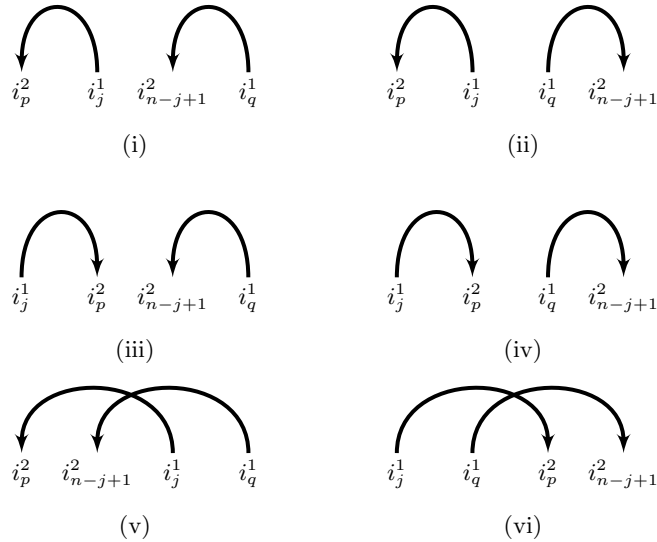 i_p^2 i_j^1 i_{n-j+1}^2 i_q^1 i_p^2 i_j^1 i_q^1 i_{n-j+1}^2
(i) (ii)
i_j^1 i_p^2 i_{n-j+1}^2 i_q^1 i_j^1 i_p^2 i_q^1 i_{n-j+1}^2
(iii) (iv)
i_p^2 i_{n-j+1}^2 i_j^1 i_q^1 i_j^1 i_q^1 i_p^2 i_{n-j+1}^2
(v) (vi)